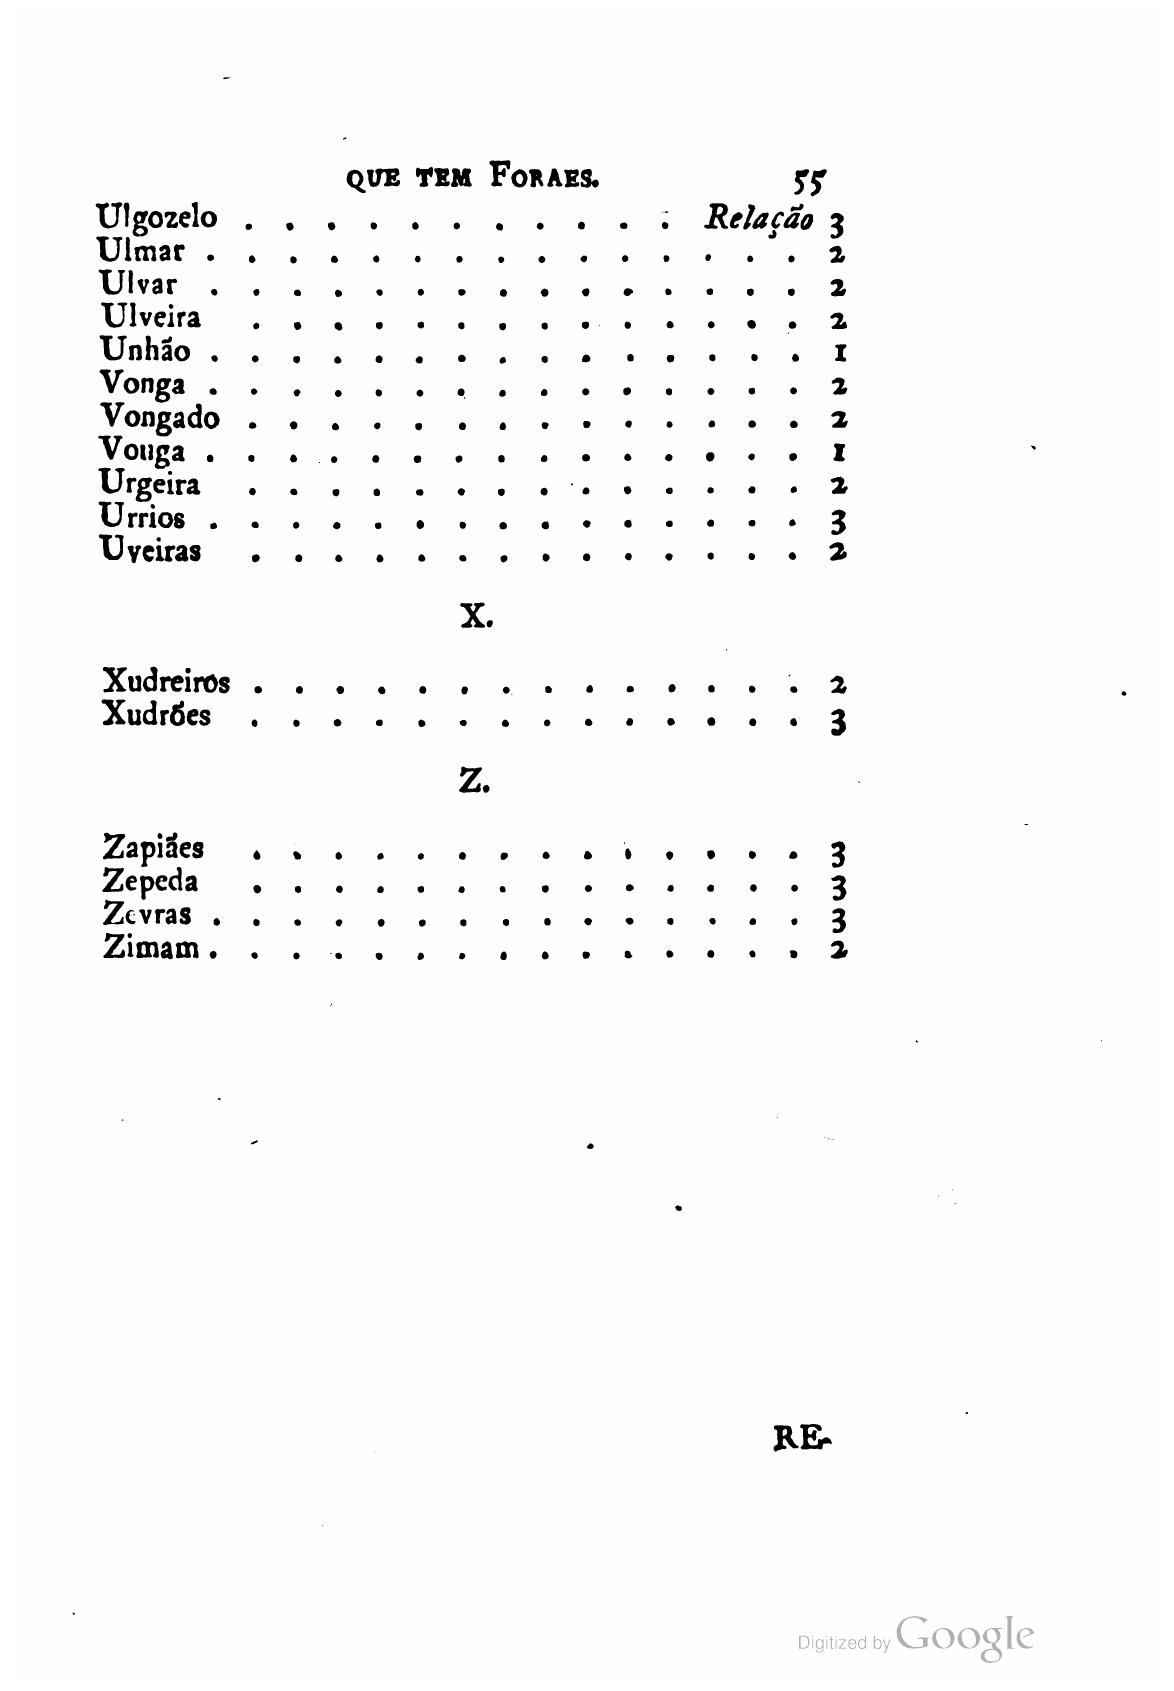 QUE TEM FORAES. 55
Ulgozelo . . . . . . . . . . . Relação 3
Ulmar . . . . . . . . . . . . . . . 2
Ulvar . . . . . . . . . . . . . . . 2
Ulveira . . . . . . . . . . . . . . 2
Unhão . . . . . . . . . . . . . . . 1
Vonga . . . . . . . . . . . . . . . 2
Vongado . . . . . . . . . . . . . . 2
Vouga . . . . . . . . . . . . . . . 1
Urgeira . . . . . . . . . . . . . . 2
Urrios . . . . . . . . . . . . . . . 3
Uveiras . . . . . . . . . . . . . . 2
X.
Xudreiros . . . . . . . . . . . . . . 2
Xudrões . . . . . . . . . . . . . . 3
Z.
Zapiães . . . . . . . . . . . . . . 3
Zepeda . . . . . . . . . . . . . . 3
Zevras . . . . . . . . . . . . . . . 3
Zimam . . . . . . . . . . . . . . . 2
RE-
Digitized by Google